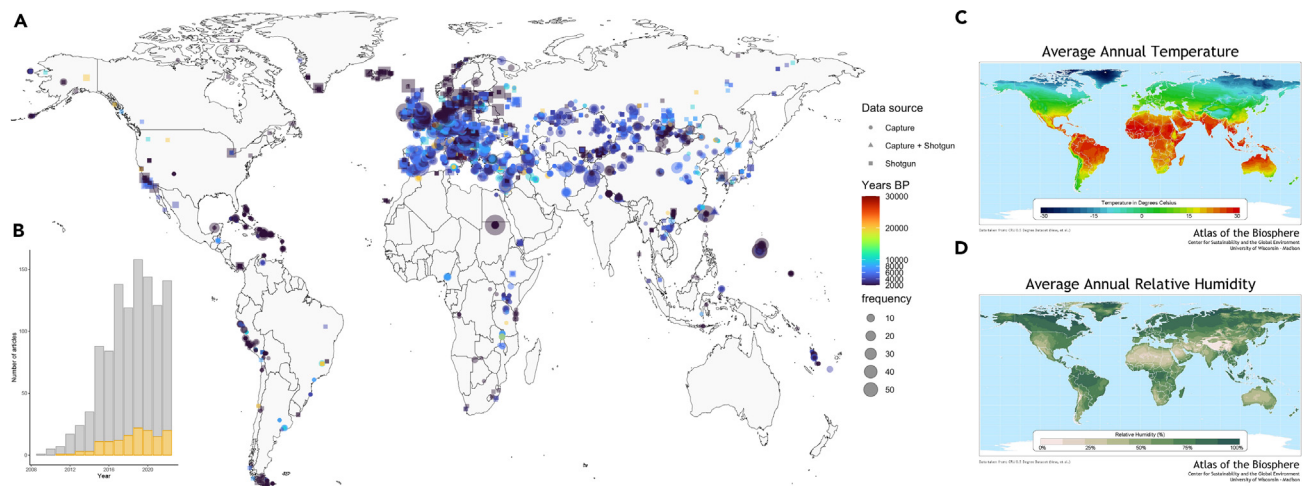 A
Data source
Capture
Capture + Shotgun
Shotgun
Years BP
30000
20000
10000
8000
6000
4000
2000
frequency
10
20
30
40
50
B
Number of articles
150
100
50
0
2008
2012
2016
2020
Year
C
Average Annual Temperature
Temperature in Degrees Celsius
-30
-15
0
15
30
Atlas of the Biosphere
Center for Sustainability and the Global Environment
University of Wisconsin - Madison
D
Average Annual Relative Humidity
Relative Humidity (%)
0%
25%
50%
75%
100%
Atlas of the Biosphere
Center for Sustainability and the Global Environment
University of Wisconsin - Madison